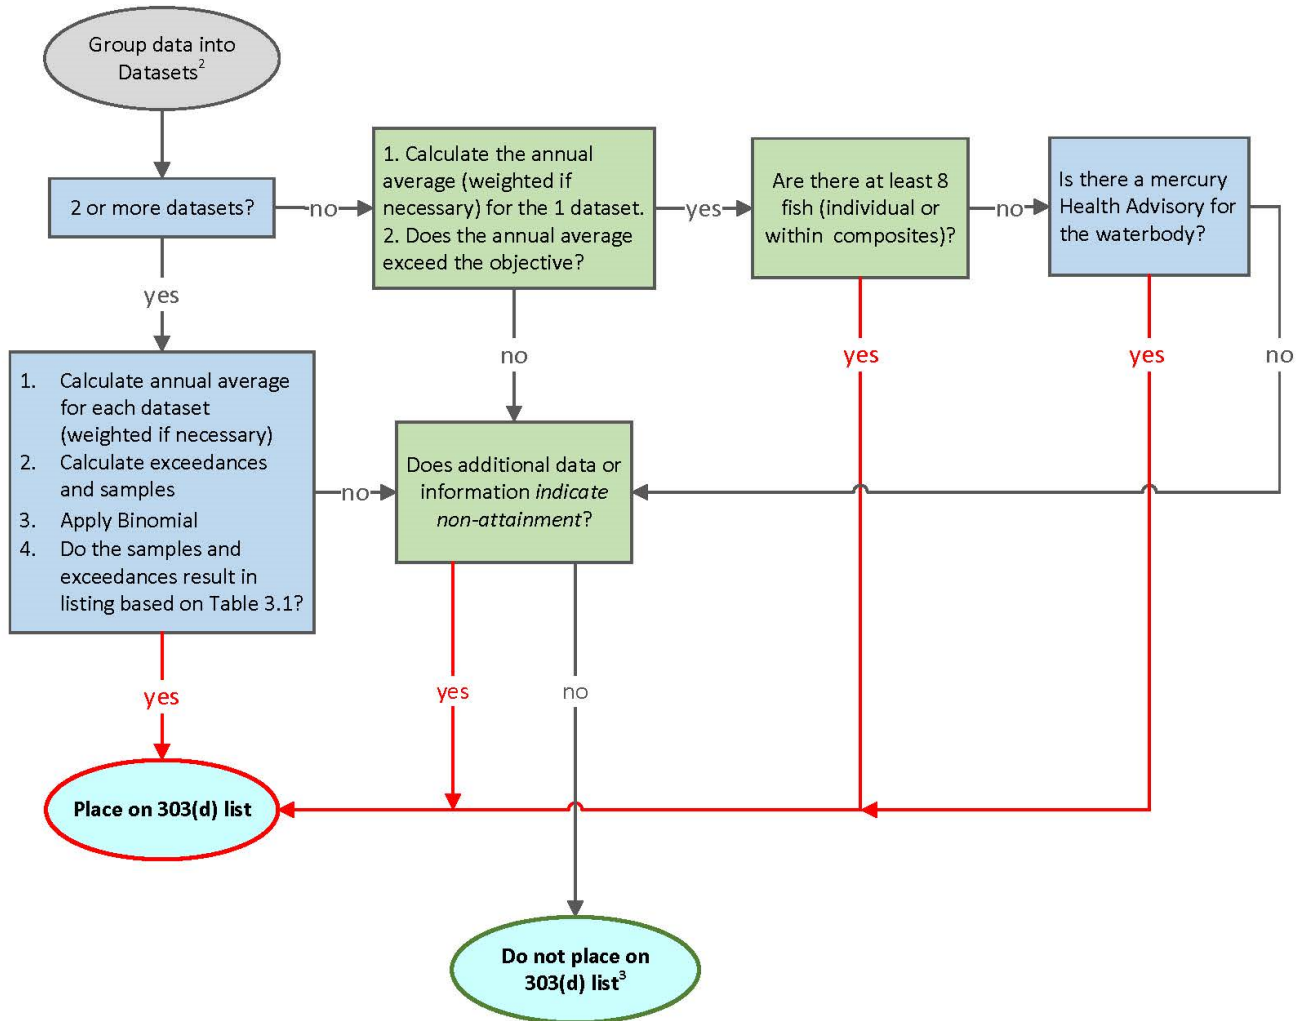 Group data into
Datasets²
2 or more datasets?
no
1. Calculate the annual
average (weighted if
necessary) for the 1 dataset.
2. Does the annual average
exceed the objective?
yes
Are there at least 8
fish (individual or
within composites)?
no
Is there a mercury
Health Advisory for
the waterbody?
yes
no
yes
yes
no
1. Calculate annual average
for each dataset
(weighted if necessary)
2. Calculate exceedances
and samples
3. Apply Binomial
4. Do the samples and
exceedances result in
listing based on Table 3.1?
no
Does additional data or
information indicate
non-attainment?
yes
yes
no
Place on 303(d) list
Do not place on
303(d) list³